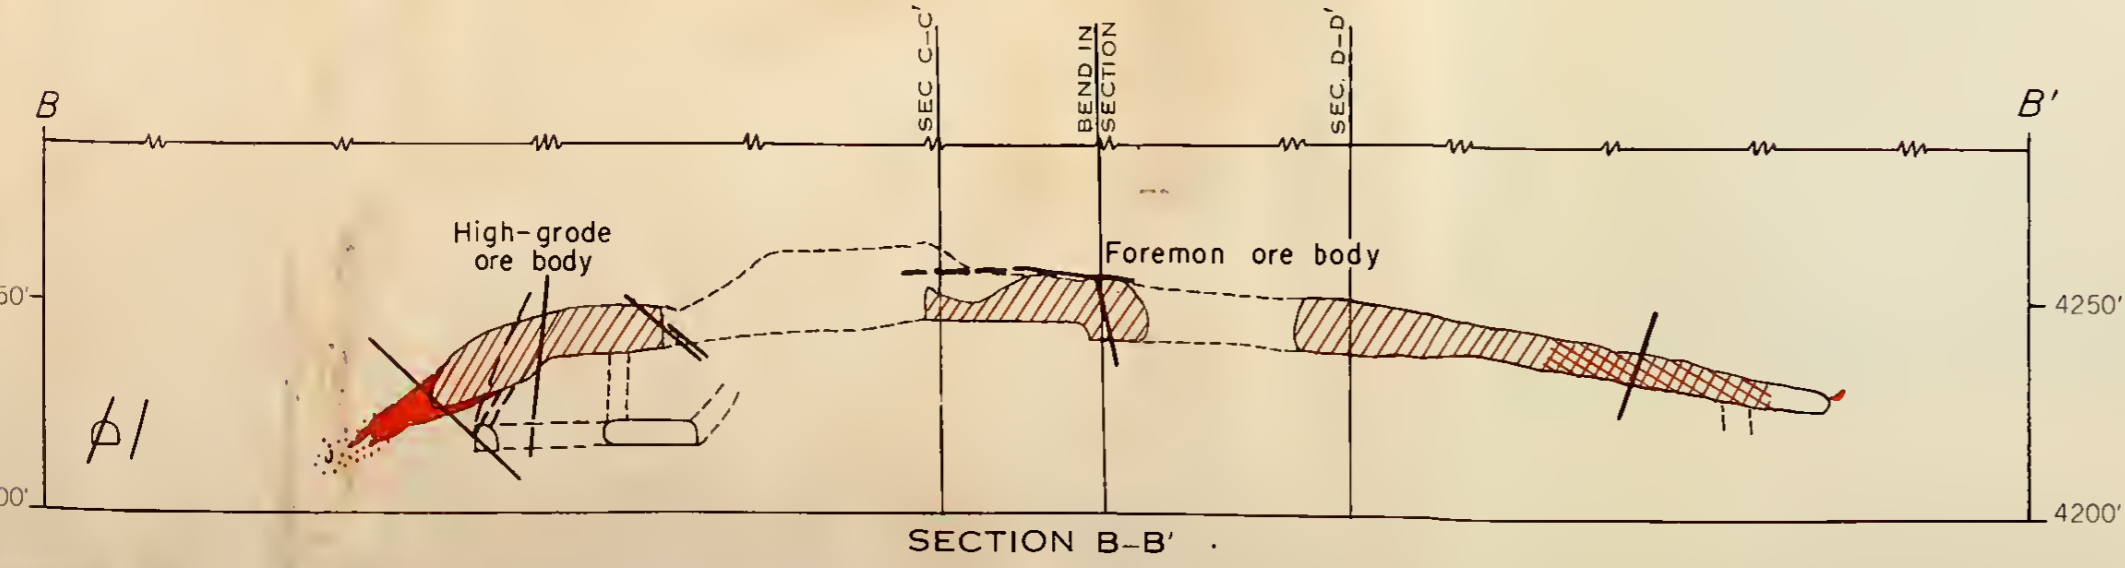 SEC C-C'
BEND IN
SECTION
SEC. D-D'
B
B'
High-grode
ore body
Foremon ore body
50'
4250'
00'
4200'
SECTION B-B'